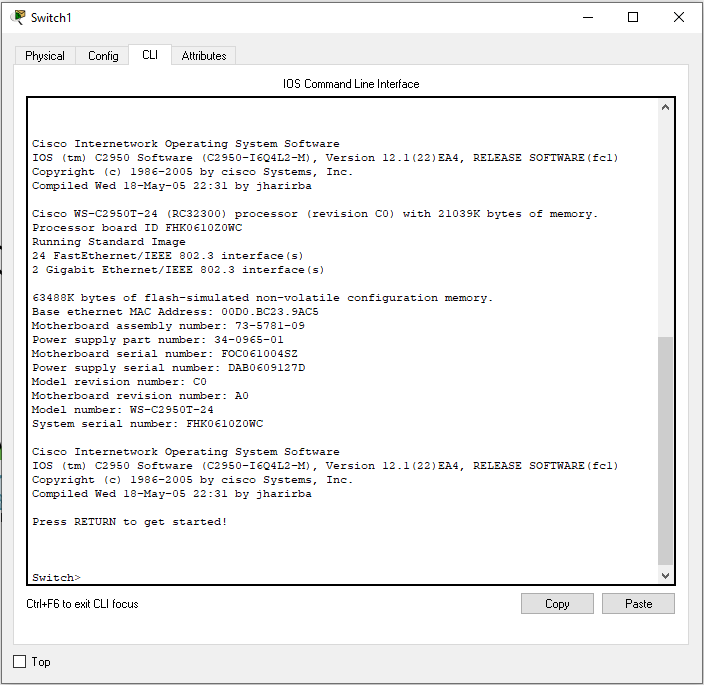 Switch1
Physical Config CLI Attributes
IOS Command Line Interface
Cisco Internetwork Operating System Software
IOS (tm) C2950 Software (C2950-I6Q4L2-M), Version 12.1(22)EA4, RELEASE SOFTWARE(fc1)
Copyright (c) 1986-2005 by cisco Systems, Inc.
Compiled Wed 18-May-05 22:31 by jharirba
Cisco WS-C2950T-24 (RC32300) processor (revision C0) with 21039K bytes of memory.
Processor board ID FHK0610Z0WC
Running Standard Image
24 FastEthernet/IEEE 802.3 interface(s)
2 Gigabit Ethernet/IEEE 802.3 interface(s)
63488K bytes of flash-simulated non-volatile configuration memory.
Base ethernet MAC Address: 00D0.BC23.9AC5
Motherboard assembly number: 73-5781-09
Power supply part number: 34-0965-01
Motherboard serial number: FOC061004SZ
Power supply serial number: DAB0609127D
Model revision number: C0
Motherboard revision number: A0
Model number: WS-C2950T-24
System serial number: FHK0610Z0WC
Cisco Internetwork Operating System Software
IOS (tm) C2950 Software (C2950-I6Q4L2-M), Version 12.1(22)EA4, RELEASE SOFTWARE(fc1)
Copyright (c) 1986-2005 by cisco Systems, Inc.
Compiled Wed 18-May-05 22:31 by jharirba
Press RETURN to get started!
Switch>
Ctrl+F6 to exit CLI focus Copy Paste
Top